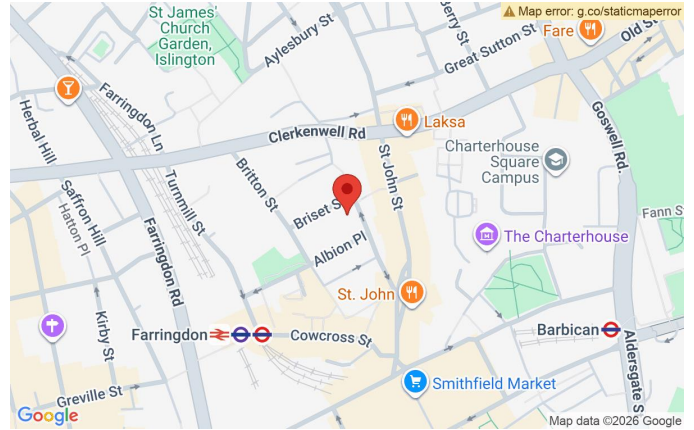 Map error: g.co/staticmaperror
St James'
Church
Garden,
Islington
Aylesbury St
Berry St
Great Sutton St
Fare
Old St
Goswell Rd.
Farringdon Ln
Clerkenwell Rd
Laksa
Herbal Hill
Saffron Hill
Hatton Pl
Turnmill St
Britton St
St John St
Charterhouse
Square
Campus
Briset S
Albion Pl
The Charterhouse
Fann S
Farringdon Rd
St. John
Kirby St
Farringdon
Cowcross St
Barbican
Aldersgate S
Greville St
Smithfield Market
Google
Map data ©2026 Google